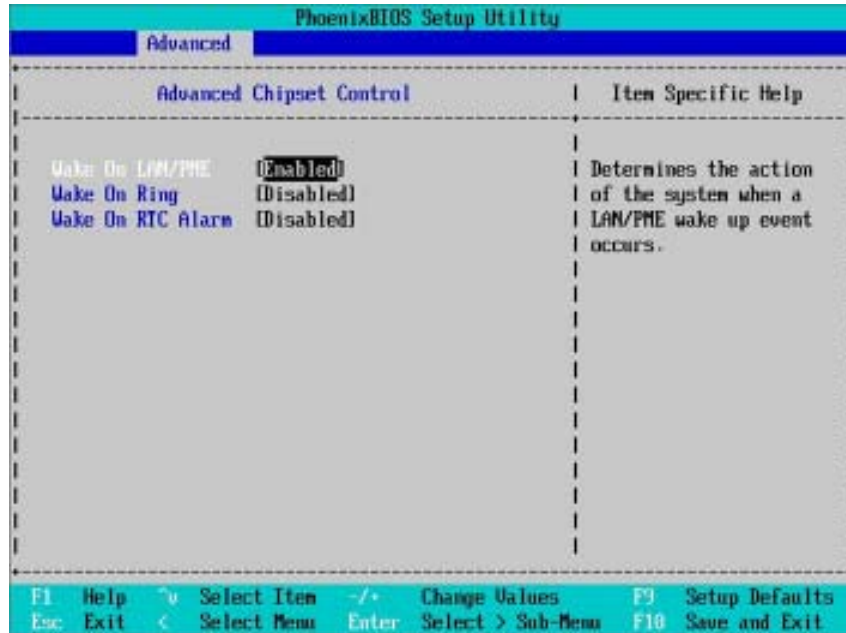 PhoenixBIOS Setup Utility
Advanced
Advanced Chipset Control
Item Specific Help
Wake On LAN/PME [Enabled]
Wake On Ring [Disabled]
Wake On RTC Alarm [Disabled]
Determines the action
of the system when a
LAN/PME wake up event
occurs.
F1 Help ^v Select Item -/+ Change Values F9 Setup Defaults
Esc Exit < Select Menu Enter Select > Sub-Menu F10 Save and Exit